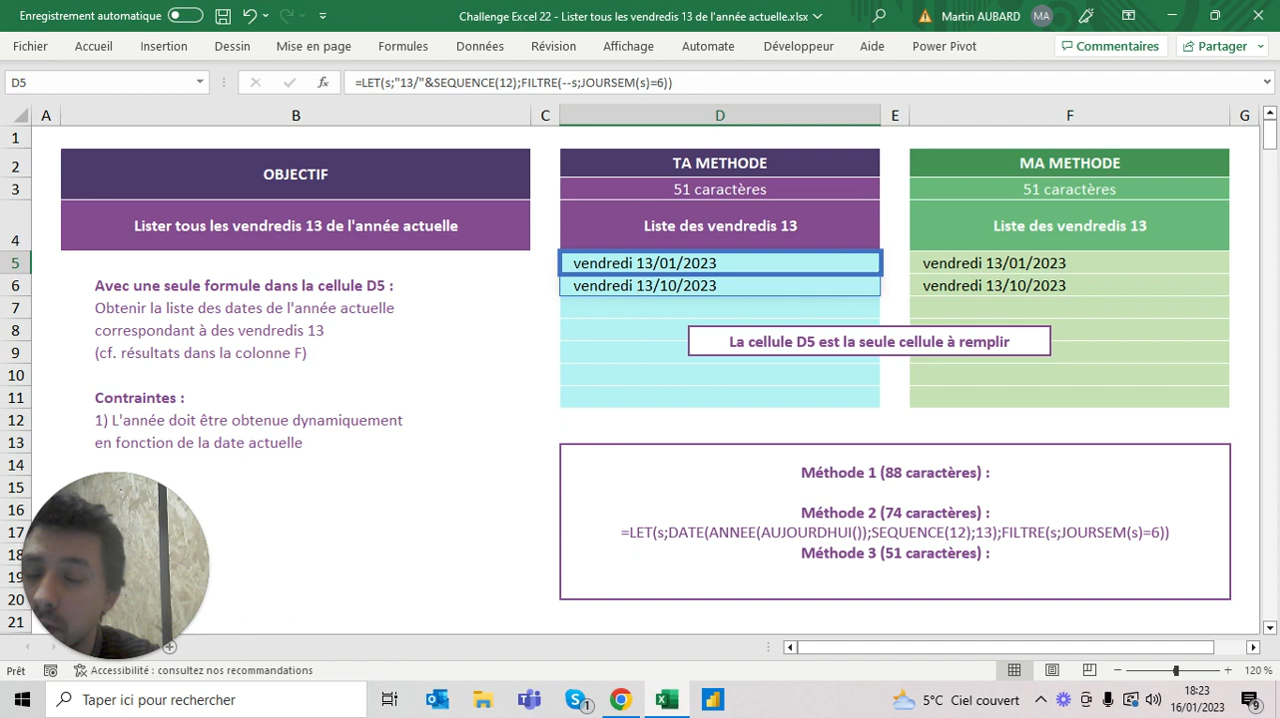 Enregistrement automatique
Challenge Excel 22 - Lister tous les vendredis 13 de l'année actuelle.xlsx
Martin AUBARD
MA
Fichier Accueil Insertion Dessin Mise en page Formules Données Révision Affichage Automate Développeur Aide Power Pivot
Commentaires
Partager
D5
fx
=LET(s;"13/"&SEQUENCE(12);FILTRE(--s;JOURSEM(s)=6))
A B C D E F G
1
2
3
4
5
6
7
8
9
10
11
12
13
14
15
16
17
18
19
20
21
OBJECTIF
Lister tous les vendredis 13 de l'année actuelle
Avec une seule formule dans la cellule D5 :
Obtenir la liste des dates de l'année actuelle
correspondant à des vendredis 13
(cf. résultats dans la colonne F)
Contraintes :
1) L'année doit être obtenue dynamiquement
en fonction de la date actuelle
TA METHODE
51 caractères
Liste des vendredis 13
vendredi 13/01/2023
vendredi 13/10/2023
MA METHODE
51 caractères
Liste des vendredis 13
vendredi 13/01/2023
vendredi 13/10/2023
La cellule D5 est la seule cellule à remplir
Méthode 1 (88 caractères) :
Méthode 2 (74 caractères) :
=LET(s;DATE(ANNEE(AUJOURDHUI());SEQUENCE(12);13);FILTRE(s;JOURSEM(s)=6))
Méthode 3 (51 caractères) :
Prêt
Accessibilité : consultez nos recommandations
120 %
Taper ici pour rechercher
1
5°C Ciel couvert
18:23
16/01/2023
9